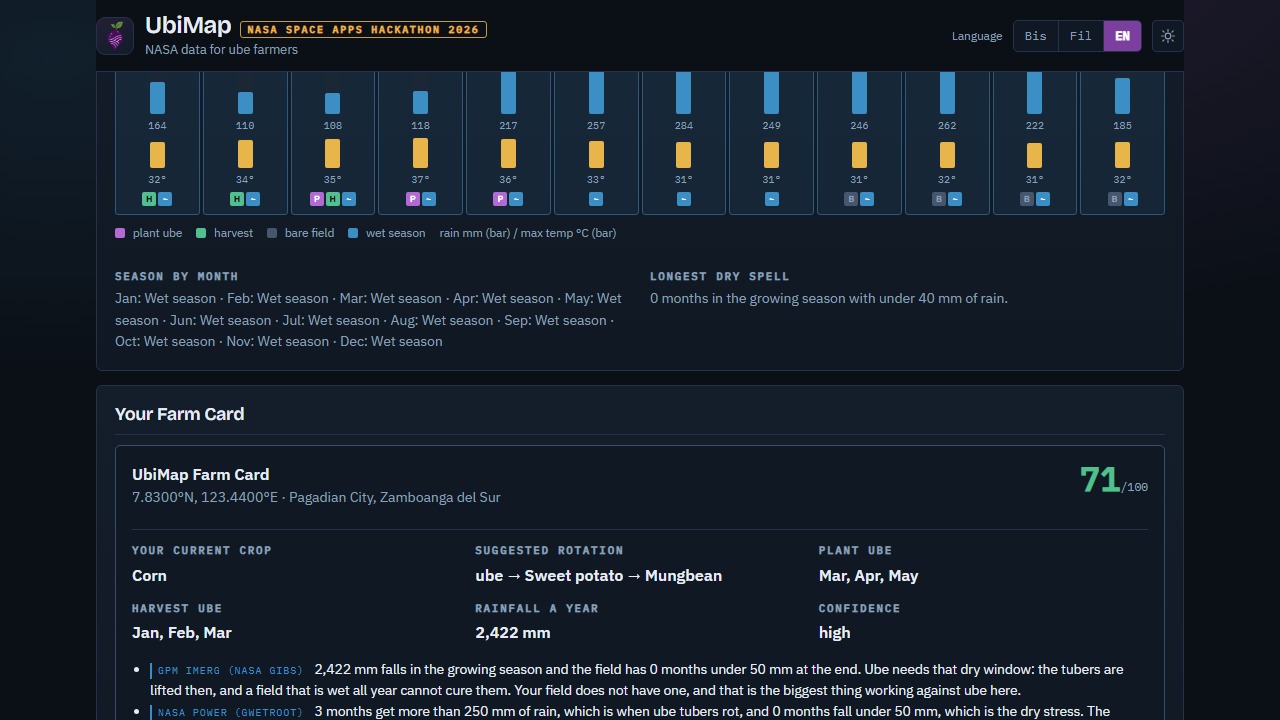 UbiMap NASA SPACE APPS HACKATHON 2026
NASA data for ube farmers
Language Bis Fil EN
164 110 108 118 217 257 284 249 246 262 222 185
32° 34° 35° 37° 36° 33° 31° 31° 31° 32° 31° 32°
H ~ H ~ P H ~ P ~ P ~ ~ ~ ~ B ~ B ~ B ~ B ~
plant ube harvest bare field wet season rain mm (bar) / max temp °C (bar)
SEASON BY MONTH
Jan: Wet season · Feb: Wet season · Mar: Wet season · Apr: Wet season · May: Wet
season · Jun: Wet season · Jul: Wet season · Aug: Wet season · Sep: Wet season ·
Oct: Wet season · Nov: Wet season · Dec: Wet season
LONGEST DRY SPELL
0 months in the growing season with under 40 mm of rain.
Your Farm Card
UbiMap Farm Card
7.8300°N, 123.4400°E · Pagadian City, Zamboanga del Sur
71/100
YOUR CURRENT CROP
Corn
SUGGESTED ROTATION
ube → Sweet potato → Mungbean
PLANT UBE
Mar, Apr, May
HARVEST UBE
Jan, Feb, Mar
RAINFALL A YEAR
2,422 mm
CONFIDENCE
high
• GPM IMERG (NASA GIBS) 2,422 mm falls in the growing season and the field has 0 months under 50 mm at the end. Ube needs that dry window: the tubers are
lifted then, and a field that is wet all year cannot cure them. Your field does not have one, and that is the biggest thing working against ube here.
• NASA POWER (GWETROOT) 3 months get more than 250 mm of rain, which is when ube tubers rot, and 0 months fall under 50 mm, which is the dry stress. The